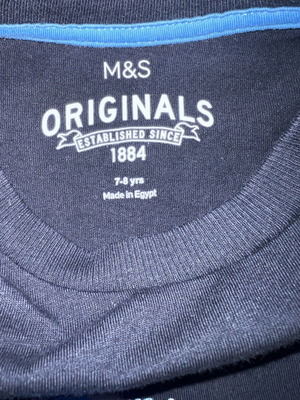 M&S
ORIGINALS
ESTABLISHED SINCE
1884
7-8 yrs
Made in Egypt